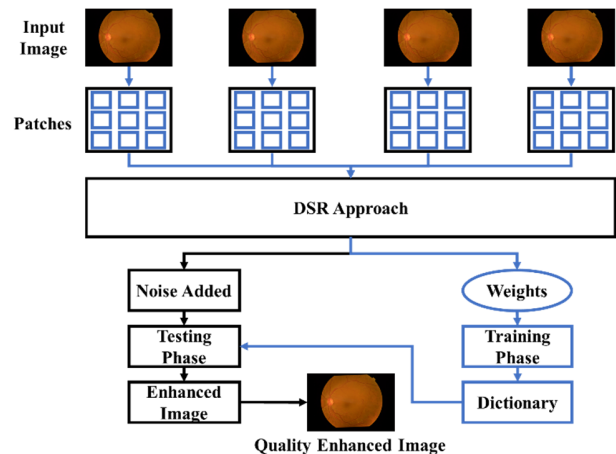 Input
Image
Patches
DSR Approach
Noise Added
Weights
Testing
Phase
Training
Phase
Enhanced
Image
Dictionary
Quality Enhanced Image